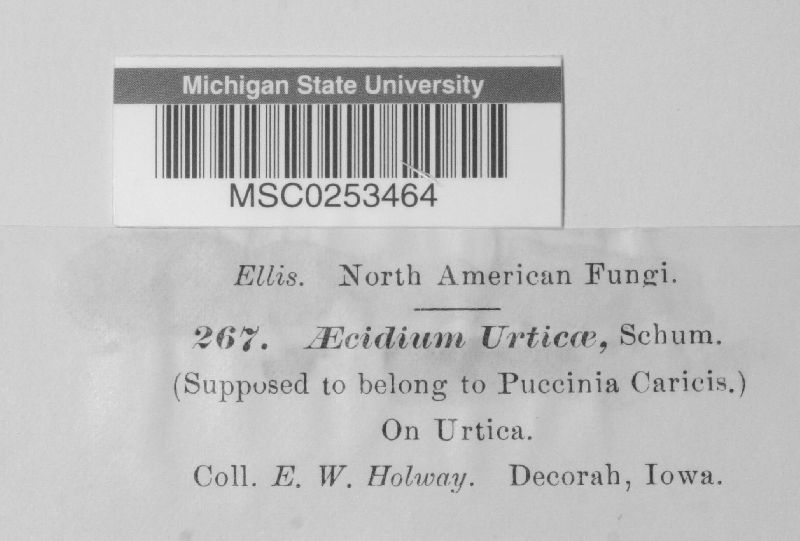 Michigan State University
MSC0253464
Ellis. North American Fungi.
267. Æcidium Urticæ, Schum.
(Supposed to belong to Puccinia Caricis.)
On Urtica.
Coll. E. W. Holway. Decorah, Iowa.